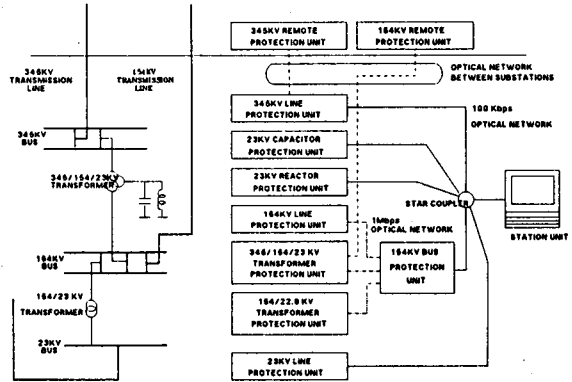 345KV REMOTE
PROTECTION UNIT
154KV REMOTE
PROTECTION UNIT
345KV
TRANSMISSION
LINE
154KV
TRANSMISSION
LINE
OPTICAL NETWORK
BETWEEN SUBSTATIONS
345KV LINE
PROTECTION UNIT
100 Kbps
OPTICAL NETWORK
345KV
BUS
23KV CAPACITOR
PROTECTION UNIT
345/154/23KV
TRANSFORMER
23KV REACTOR
PROTECTION UNIT
STAR COUPLER
STATION UNIT
154KV LINE
PROTECTION UNIT
1Mbps
OPTICAL NETWORK
154KV
BUS
345/154/23 KV
TRANSFORMER
PROTECTION UNIT
154KV BUS
PROTECTION
UNIT
154/23 KV
TRANSFORMER
154/22.9 KV
TRANSFORMER
PROTECTION UNIT
23KV
BUS
23KV LINE
PROTECTION UNIT